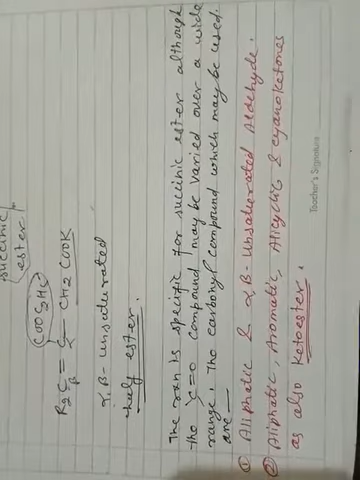 succinic
ester
COOC2H5
R2C = C - CH2 COOK
β α
α,β-unsaturated
half ester.
The rxn is specific for succinic ester although
the >C=O compound may be varied over a wide
range. The carbonyl compound which may be used
are —
① Aliphatic & αβ-Unsaturated Aldehyde.
② Aliphatic, Aromatic, Alicyclic & cyanoketones
as also Ketoester.
Teacher's Signature